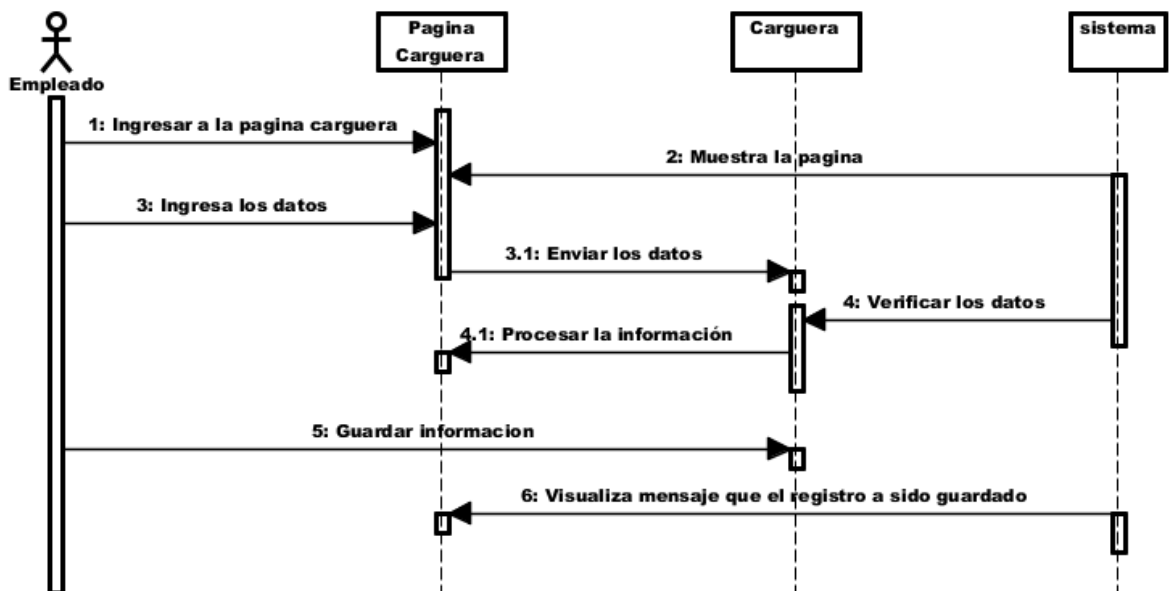 Pagina
Carguera
Carguera
sistema
Empleado
1: Ingresar a la pagina carguera
2: Muestra la pagina
3: Ingresa los datos
3.1: Enviar los datos
4: Verificar los datos
4.1: Procesar la información
5: Guardar informacion
6: Visualiza mensaje que el registro a sido guardado